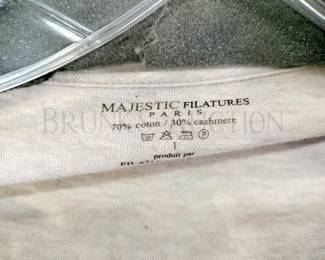 MAJESTIC FILATURES
PARIS
70% coton / 30% cashmere
I
produit par